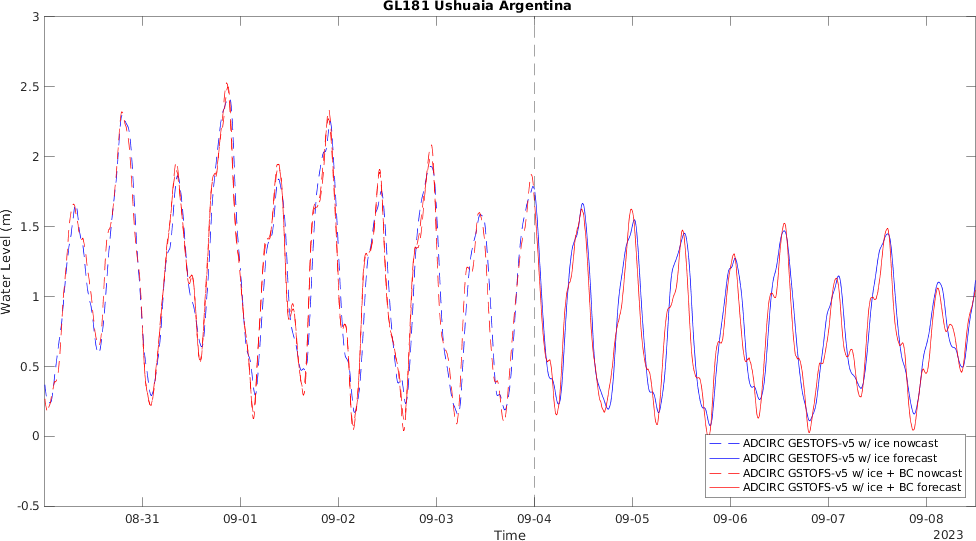 GL181 Ushuaia Argentina
3
2.5
2
1.5
1
0.5
0
-0.5
Water Level (m)
ADCIRC GESTOFS-v5 w/ ice nowcast
ADCIRC GESTOFS-v5 w/ ice forecast
ADCIRC GSTOFS-v5 w/ ice + BC nowcast
ADCIRC GSTOFS-v5 w/ ice + BC forecast
08-31 09-01 09-02 09-03 09-04 09-05 09-06 09-07 09-08
Time
2023